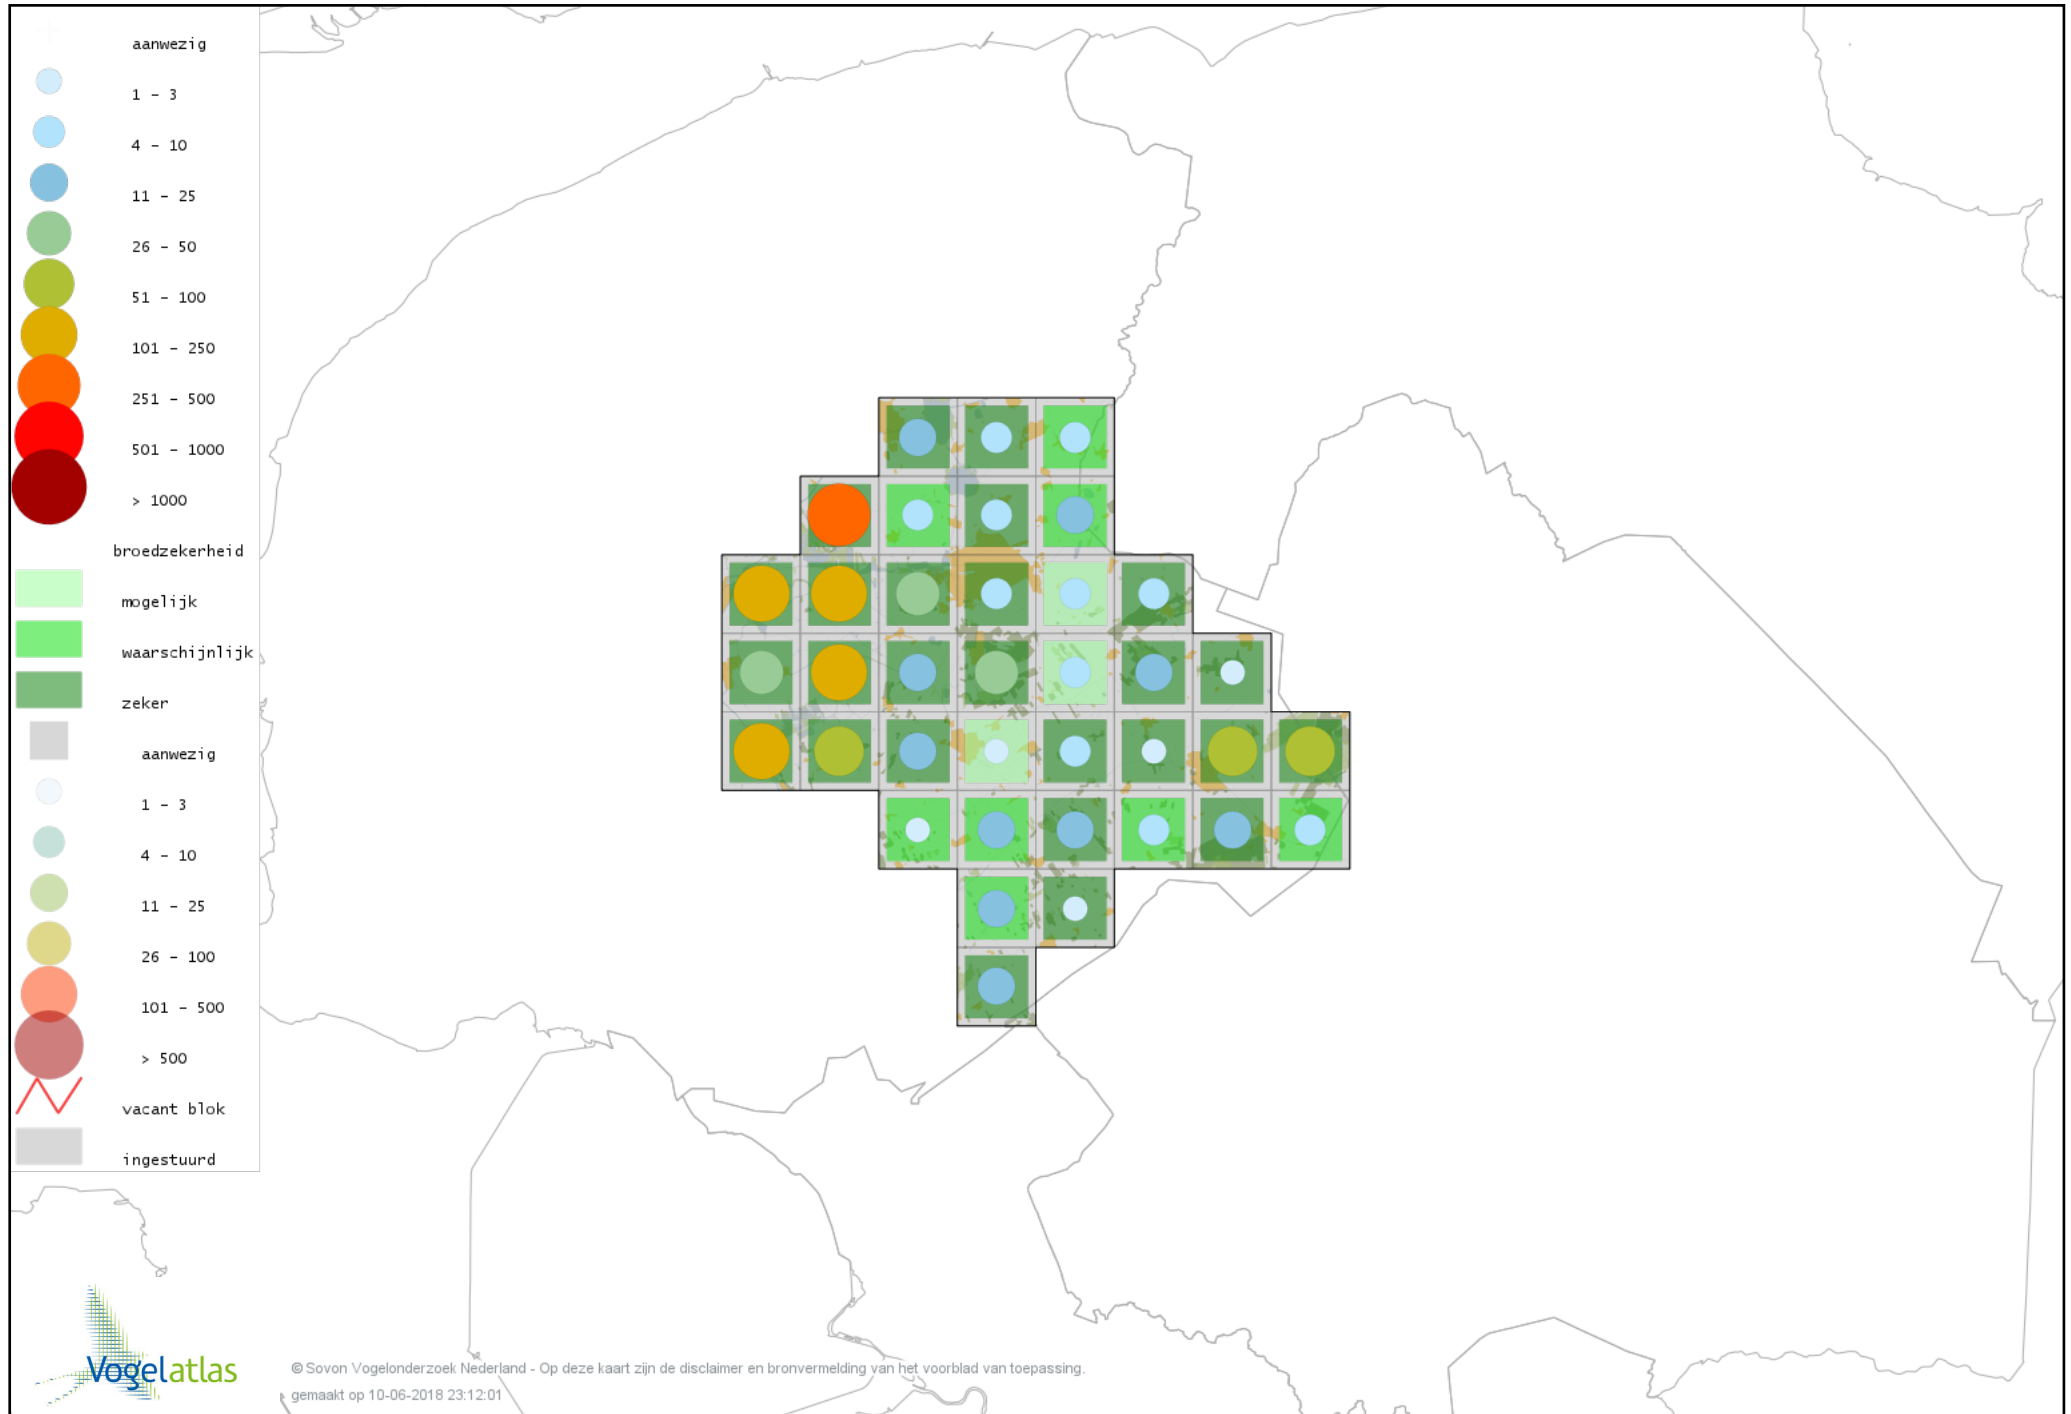 aanwezig
1 - 3
4 - 10
11 - 25
26 - 50
51 - 100
101 - 250
251 - 500
501 - 1000
> 1000
broedzekerheid
mogelijk
waarschijnlijk
zeker
aanwezig
1 - 3
4 - 10
11 - 25
26 - 100
101 - 500
> 500
vacant blok
ingestuurd
Vogelatlas
© Sovon Vogelonderzoek Nederland - Op deze kaart zijn de disclaimer en bronvermelding van het voorblad van toepassing.
gemaakt op 10-06-2018 23:12:01